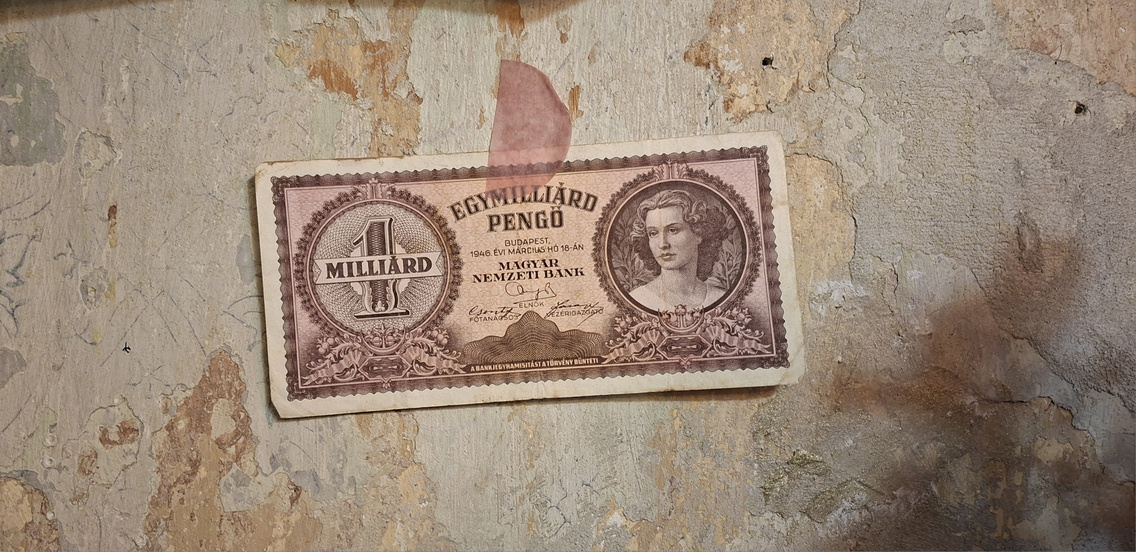 1
MILLIÁRD
EGYMILLIÁRD
PENGŐ
BUDAPEST,
1946. ÉVI MÁRCIUS HÓ 18-ÁN
MAGYAR
NEMZETI BANK
ELNÖK
FŐTANÁCSOS
VEZÉRIGAZGATÓ
A BANKJEGYHAMISÍTÁST A TÖRVÉNY BÜNTETI